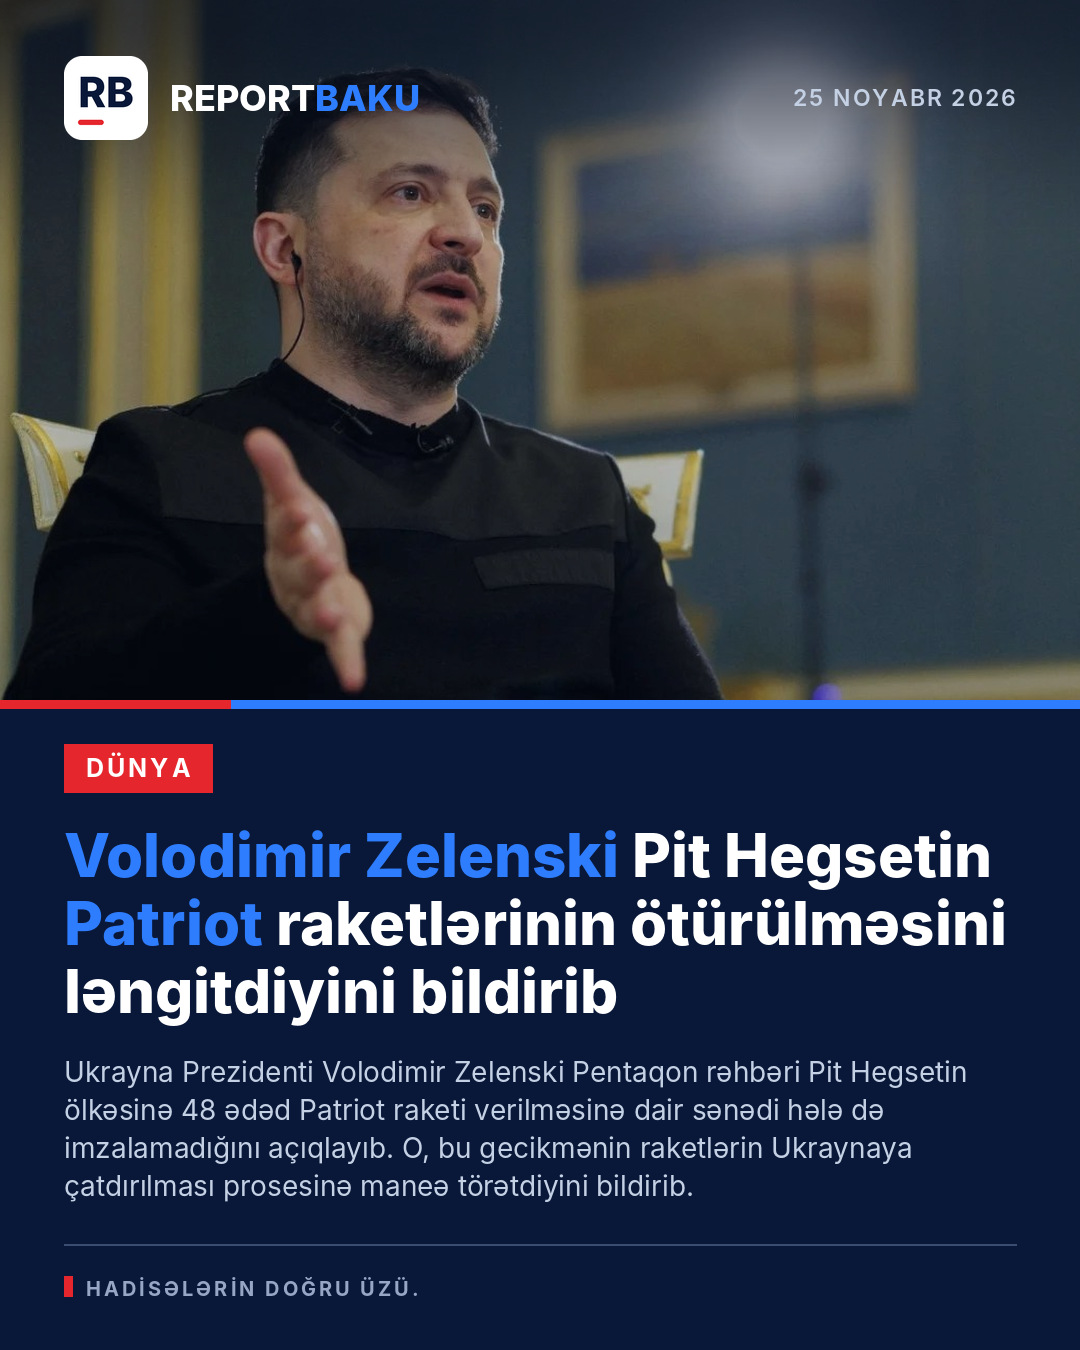 RB
REPORTBAKU
25 NOYABR 2026
DÜNYA
Volodimir Zelenski Pit Hegsetin
Patriot raketlərinin ötürülməsini
ləngitdiyini bildirib
Ukrayna Prezidenti Volodimir Zelenski Pentaqon rəhbəri Pit Hegsetin
ölkəsinə 48 ədəd Patriot raketi verilməsinə dair sənədi hələ də
imzalamadığını açıqlayıb. O, bu gecikmənin raketlərin Ukraynaya
çatdırılması prosesinə maneə törətdiyini bildirib.
HADİSƏLƏRİN DOĞRU ÜZÜ.